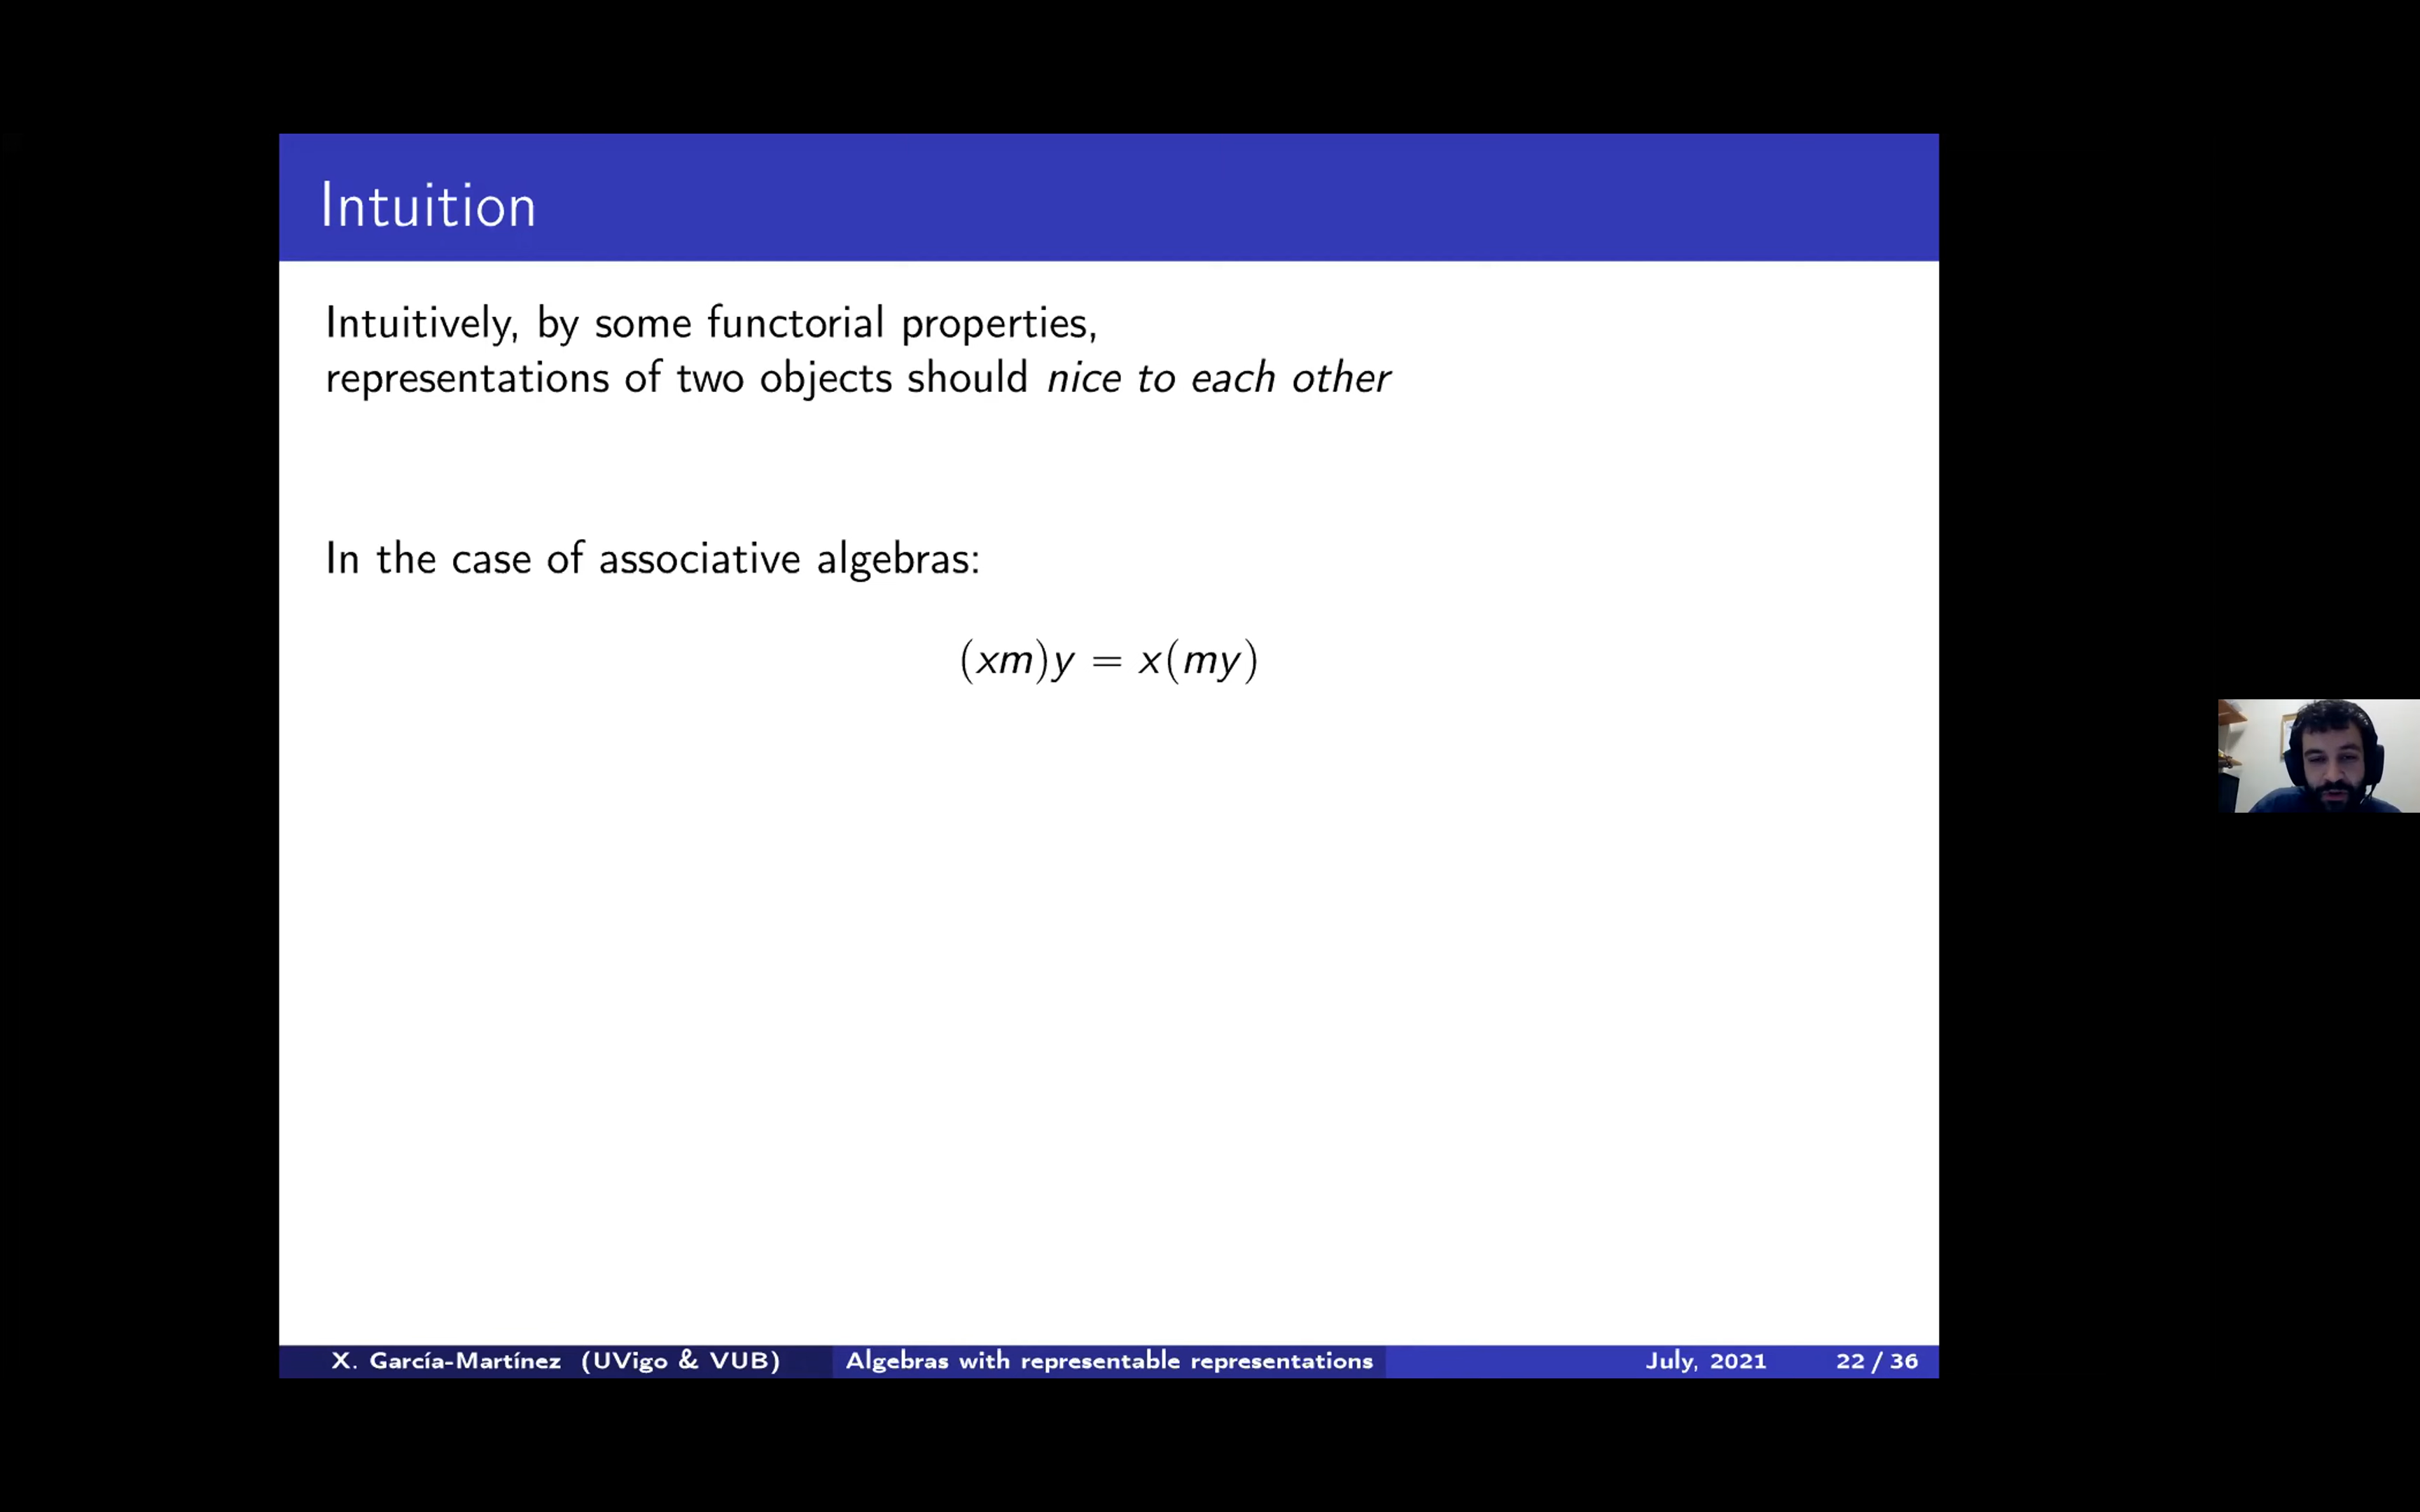 Intuition
Intuitively, by some functorial properties,
representations of two objects should nice to each other
In the case of associative algebras:
(xm)y = x(my)
X. García-Martínez (UVigo & VUB) Algebras with representable representations July, 2021 22 / 36